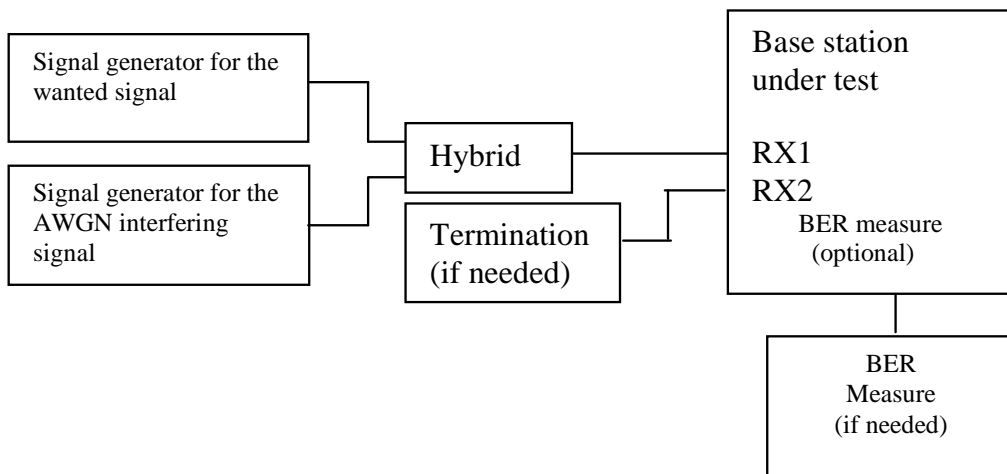 Signal generator for the
wanted signal
Signal generator for the
AWGN interfering
signal
Hybrid
Termination
(if needed)
Base station
under test
RX1
RX2
BER measure
(optional)
BER
Measure
(if needed)